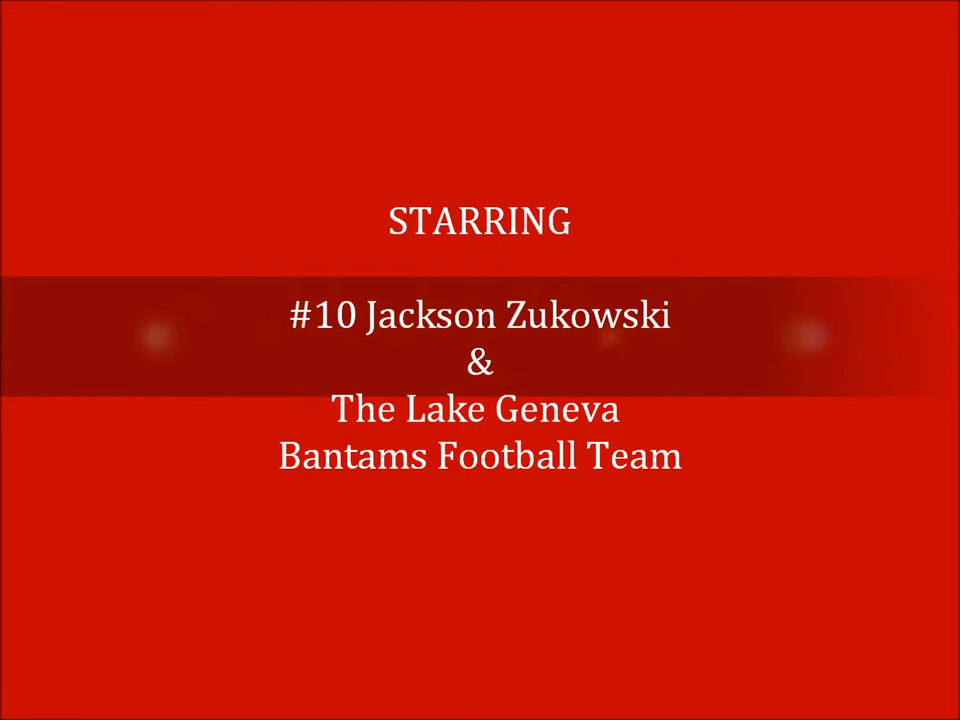 STARRING
#10 Jackson Zukowski
&
The Lake Geneva
Bantams Football Team